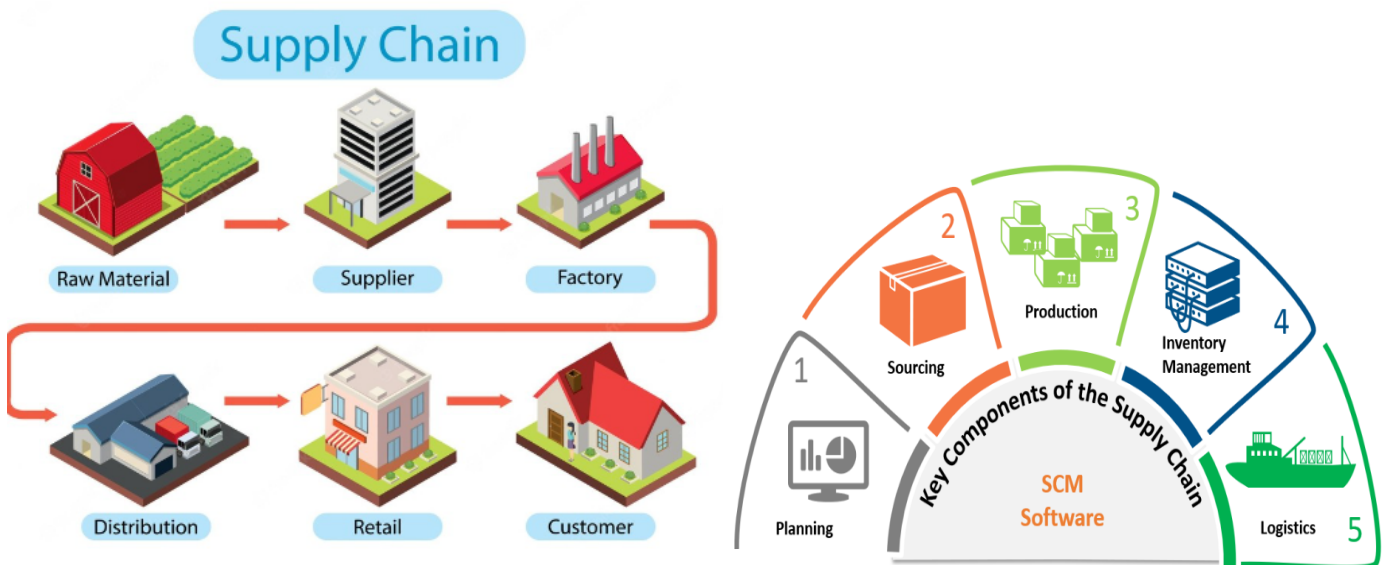 Supply Chain
Raw Material
Supplier
Factory
Distribution
Retail
Customer
1
Planning
2
Sourcing
3
Production
4
Inventory
Management
5
Logistics
Key Components of the Supply Chain
SCM
Software